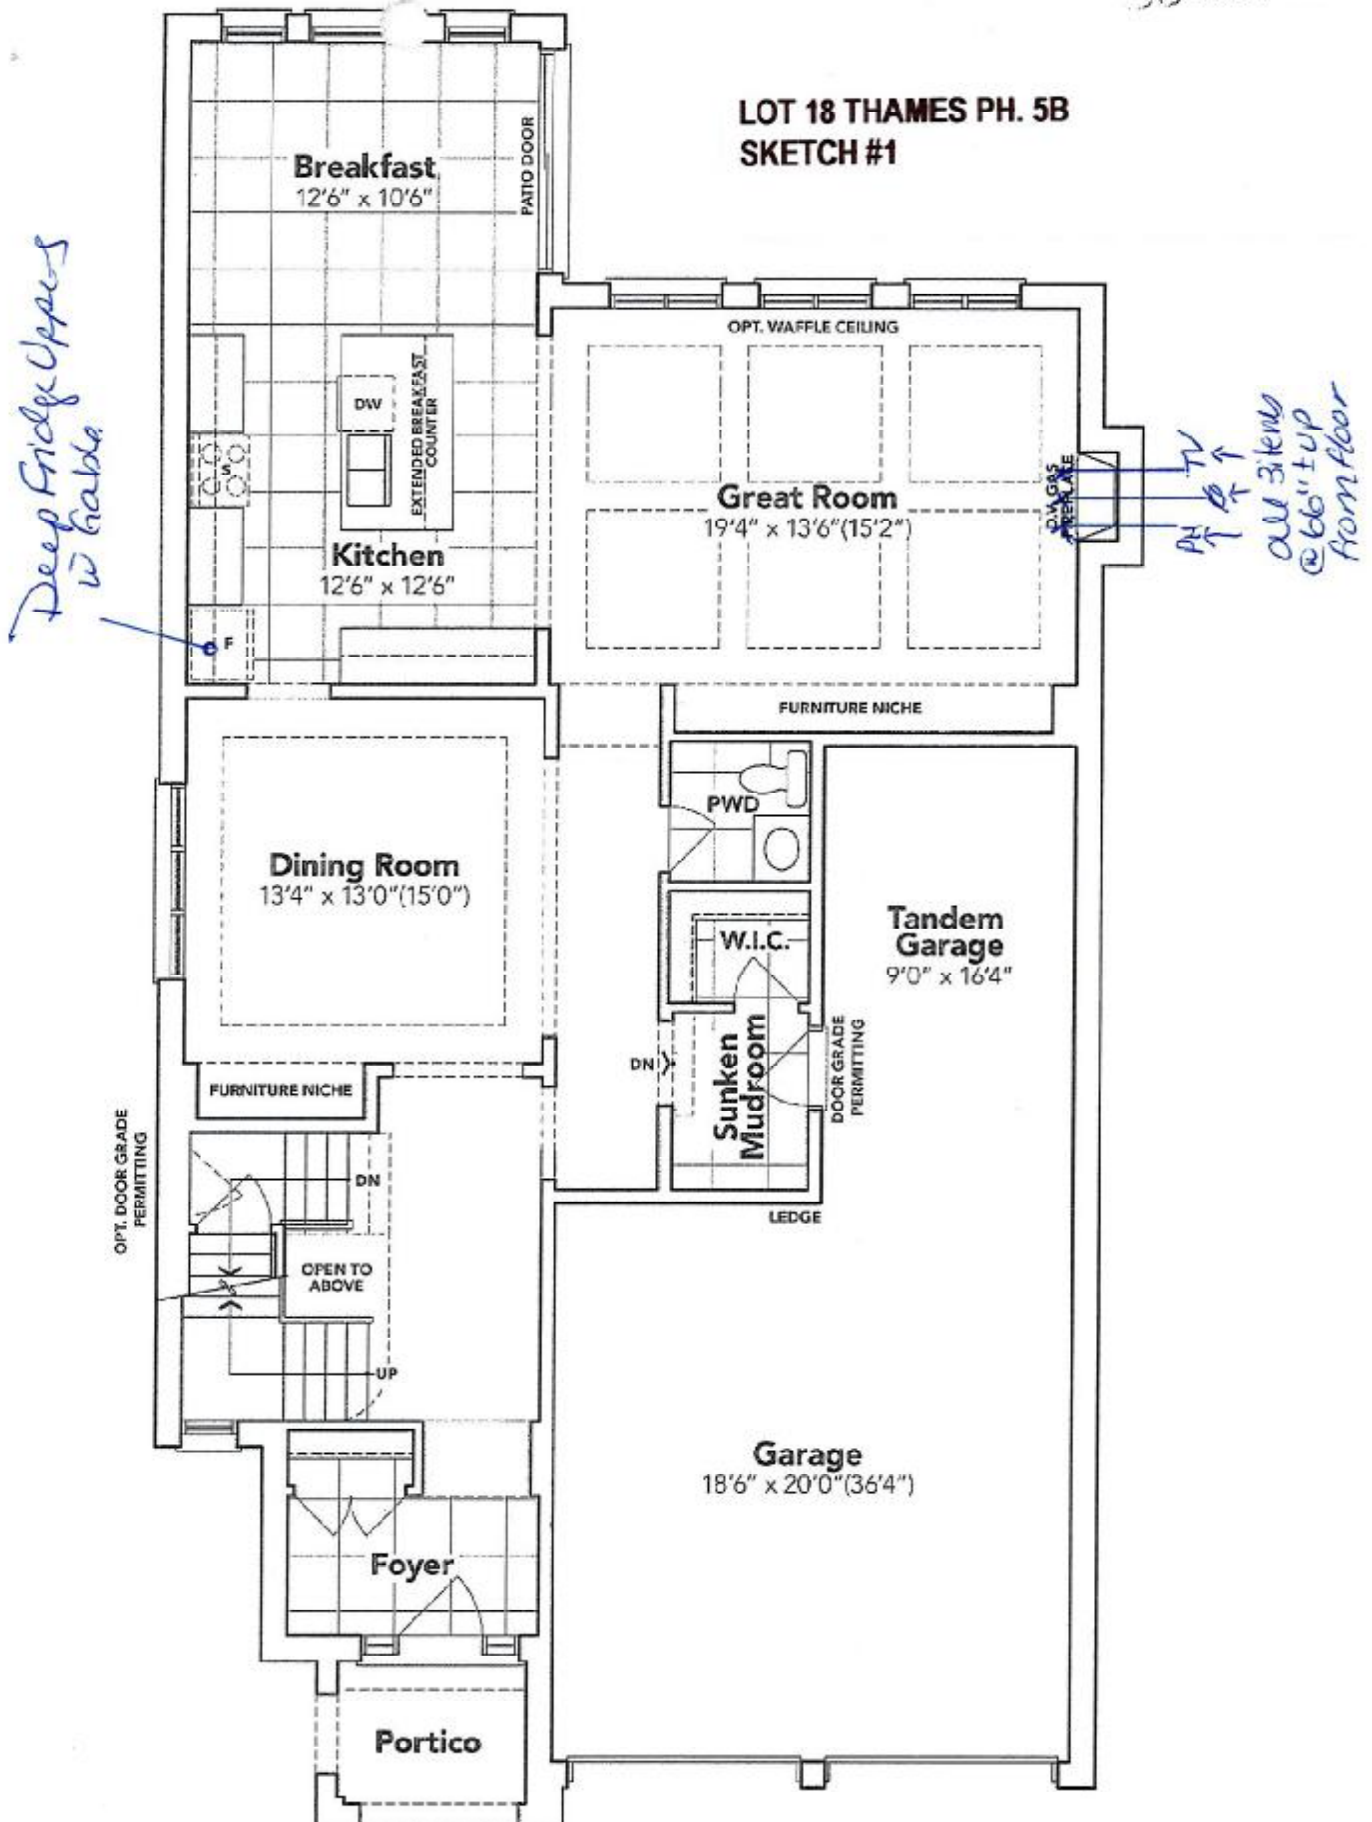 LOT 18 THAMES PH. 5B
SKETCH #1
Breakfast
12'6" x 10'6"
PATIO DOOR
Deep Fridge Uppers
w Gable
OPT. WAFFLE CEILING
DW
EXTENDED BREAKFAST
COUNTER
S
Great Room
19'4" x 13'6"(15'2")
D.V. GAS
FIREPLACE
TV
PH
all 3 items
@ 66" ± up
from floor
Kitchen
12'6" x 12'6"
F
FURNITURE NICHE
PWD
Dining Room
13'4" x 13'0"(15'0")
Tandem
Garage
9'0" x 16'4"
W.I.C.
DN
Sunken
Mudroom
DOOR GRADE
PERMITTING
FURNITURE NICHE
OPT. DOOR GRADE
PERMITTING
DN
LEDGE
OPEN TO
ABOVE
UP
Garage
18'6" x 20'0"(36'4")
Foyer
Portico